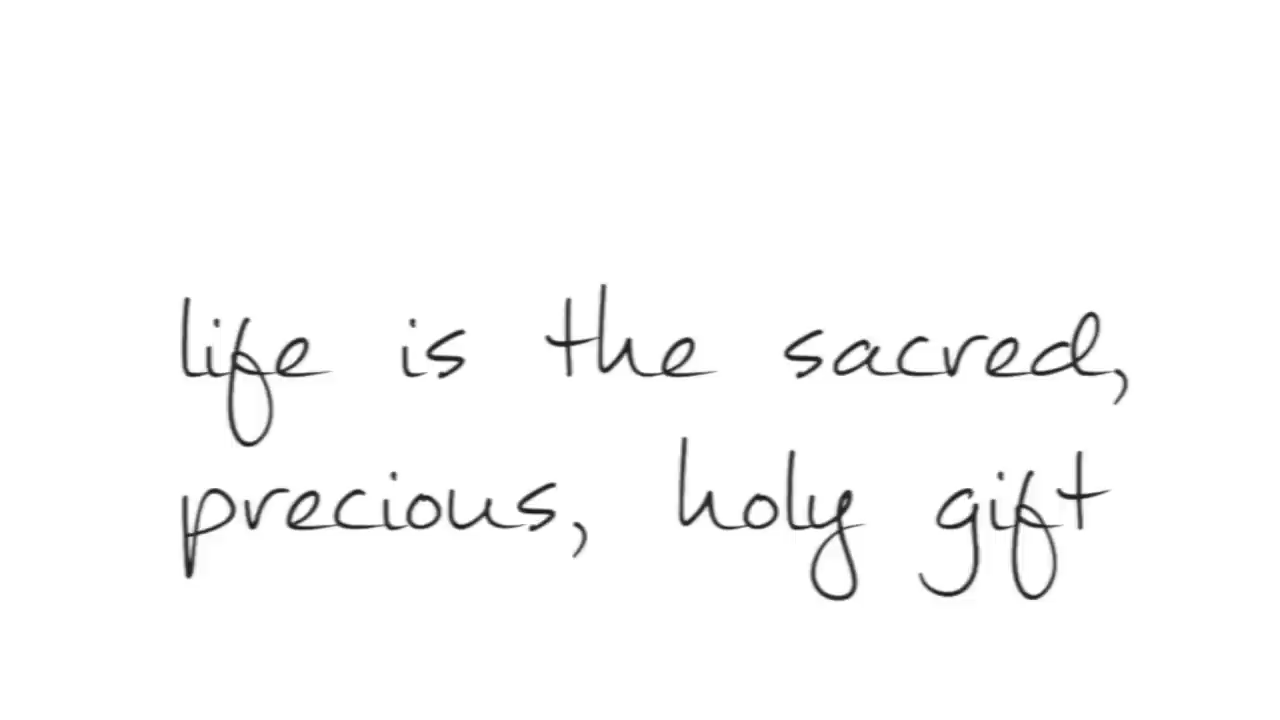 life is the sacred,
precious, holy gift